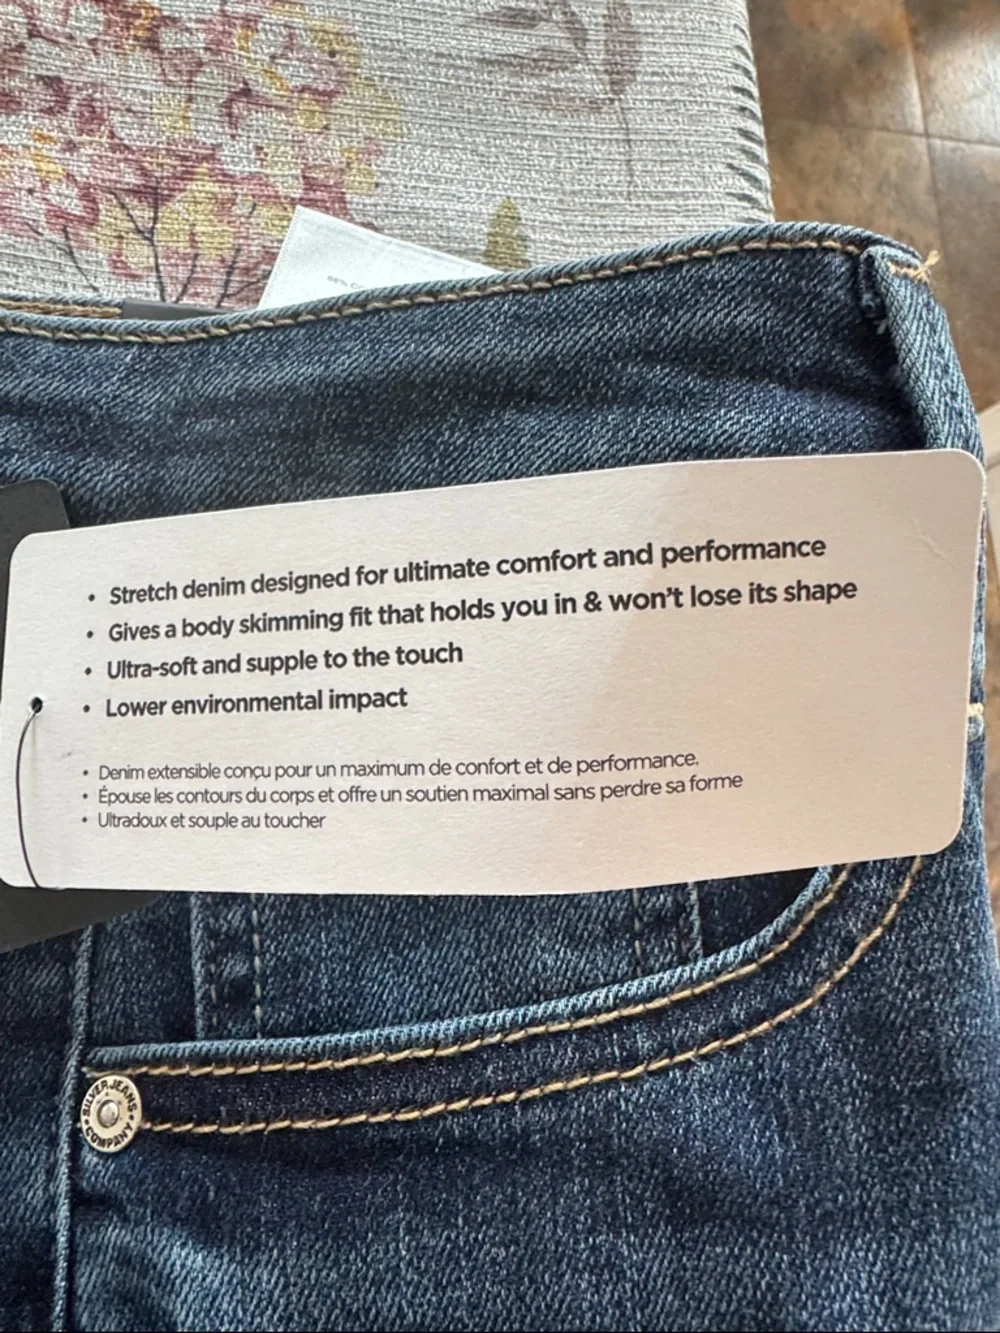 • Stretch denim designed for ultimate comfort and performance
• Gives a body skimming fit that holds you in & won't lose its shape
• Ultra-soft and supple to the touch
• Lower environmental impact
• Denim extensible conçu pour un maximum de confort et de performance.
• Épouse les contours du corps et offre un soutien maximal sans perdre sa forme
• Ultradoux et souple au toucher
SILVER JEANS
COMPANY